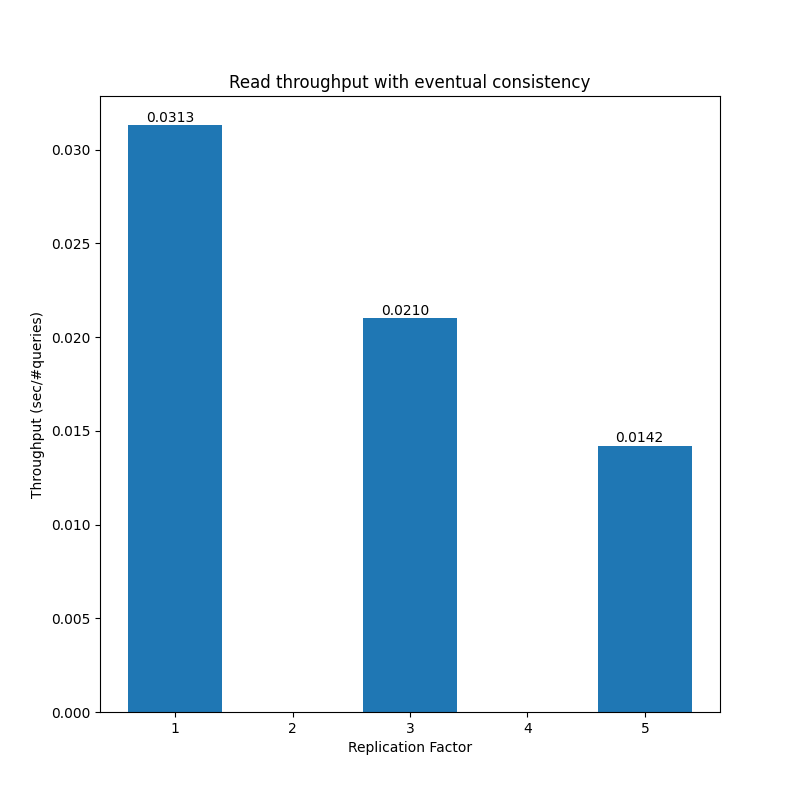 Read throughput with eventual consistency
0.0313
0.030
0.0210
0.025
0.020
0.0142
0.015
0.010
0.005
0.000
Throughput (sec/#queries)
1 2 3 4 5
Replication Factor